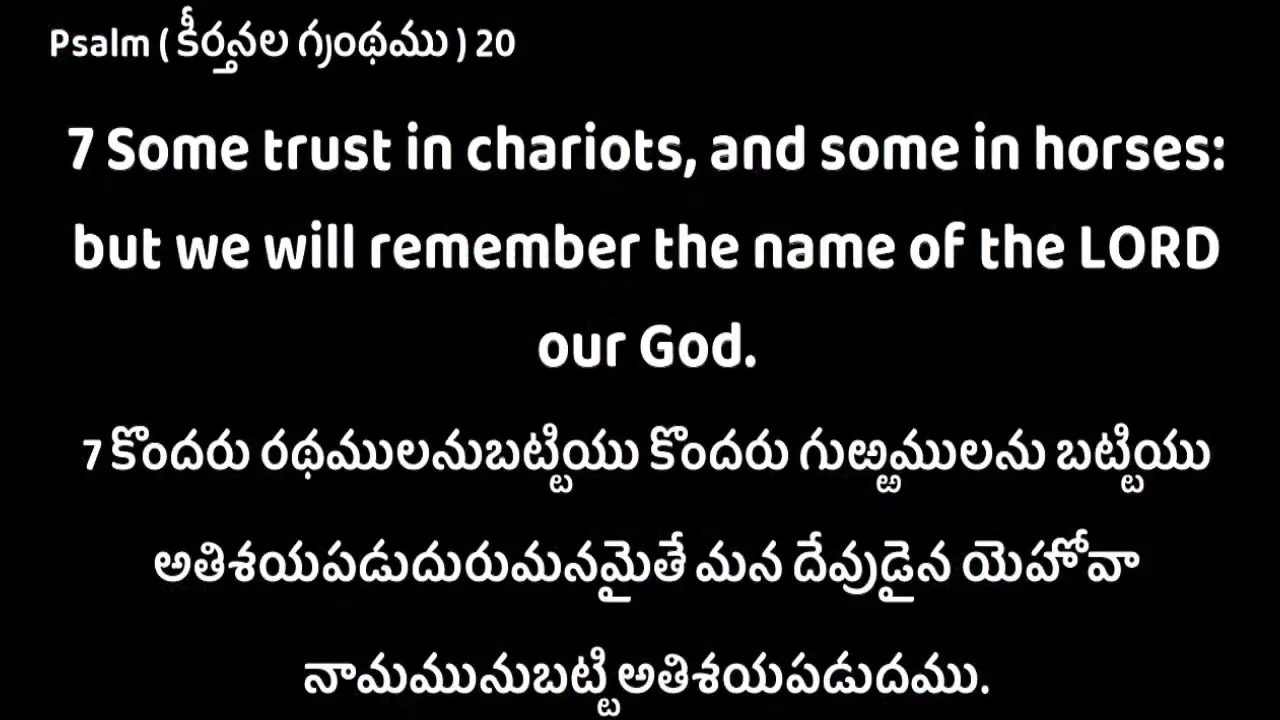 Psalm ( కీర్తనల గ్రంథము ) 20
7 Some trust in chariots, and some in horses:
but we will remember the name of the LORD
our God.
7 కొందరు రథములనుబట్టియు కొందరు గుఱ్ఱములను బట్టియు
అతిశయపడుదురుమనమైతే మన దేవుడైన యెహోవా
నామమునుబట్టి అతిశయపడుదము.